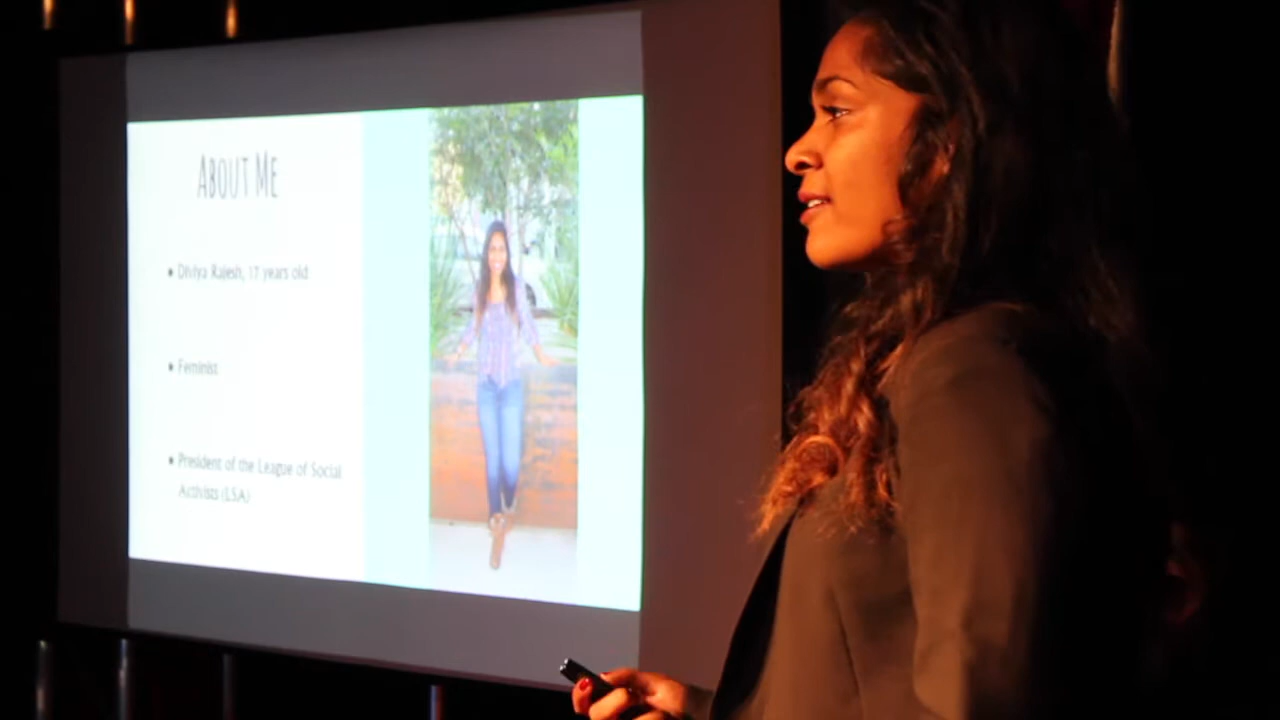 ABOUT ME
• Divya Rajesh, 17 years old
• Feminist
• President of the League of Social
Activists (LSA)